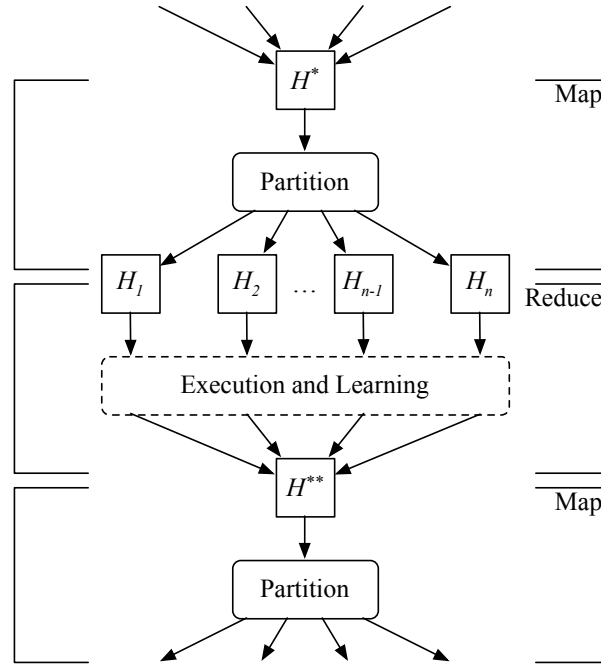 H*
Map
Partition
H1 H2 … Hn-1 Hn
Reduce
Execution and Learning
H**
Map
Partition